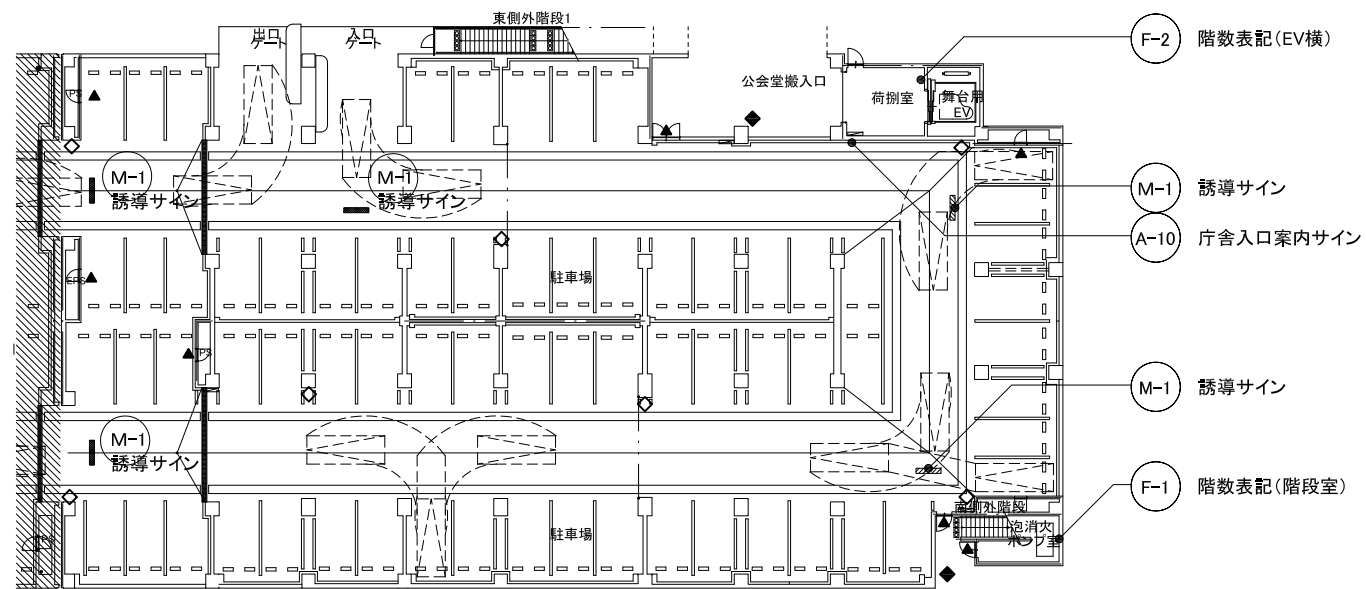 東側外階段1
出口
ゲート
入口
ゲート
F-2 階数表記(EV横)
公会堂搬入口
荷捌室
舞台用
EV
PS
M-1
誘導サイン
M-1
誘導サイン
M-1 誘導サイン
A-10 庁舎入口案内サイン
EPS
駐車場
PS
M-1 誘導サイン
M-1
誘導サイン
F-1 階数表記(階段室)
南側外階段
泡消火
ポンプ室
駐車場
PS